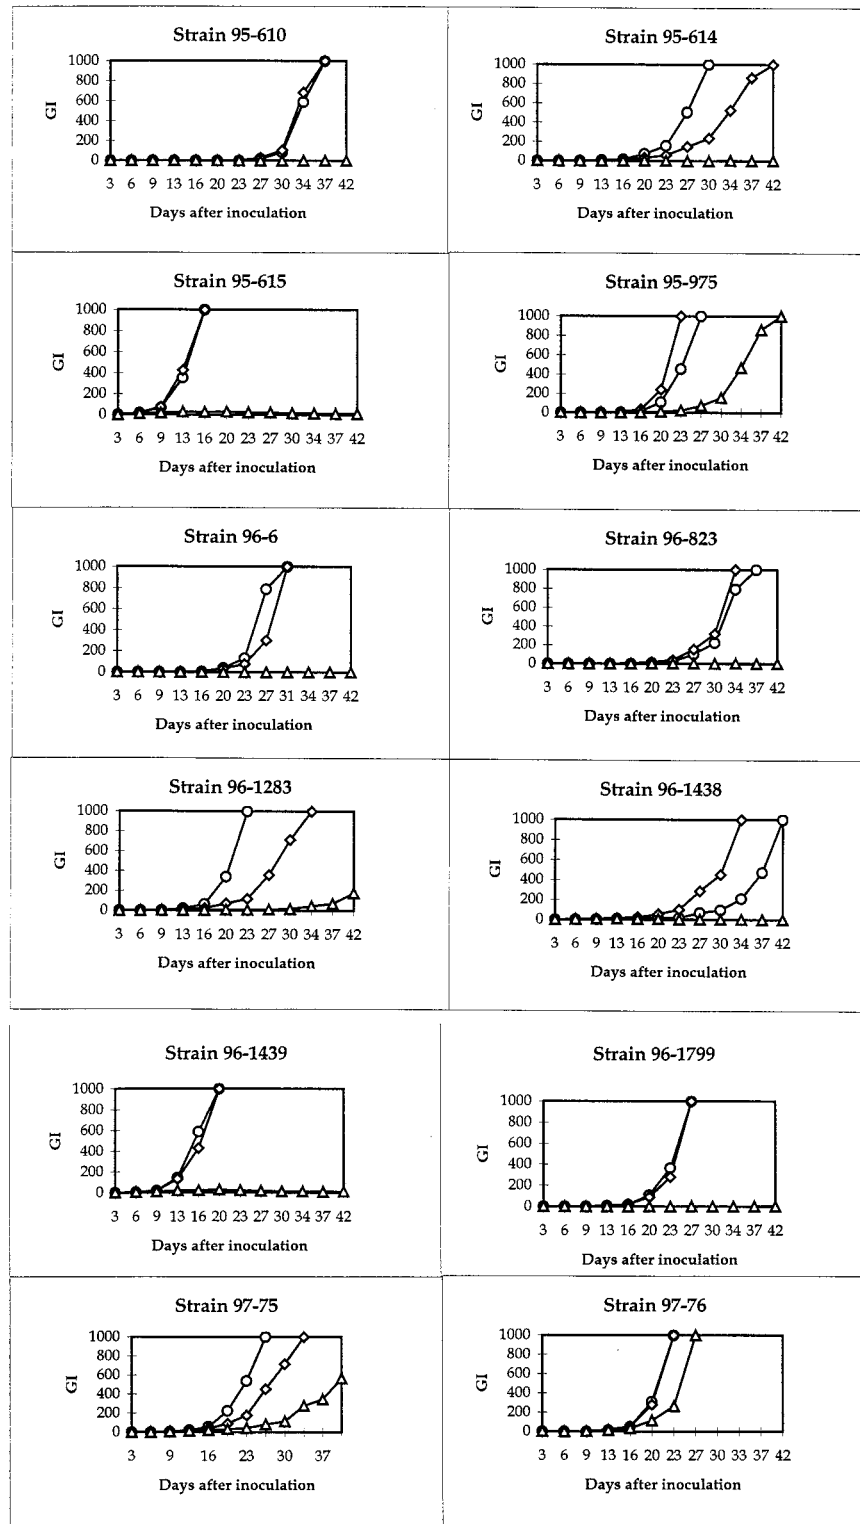 Strain 95-610
1000
800
600
400
200
0
GI
3 6 9 13 16 20 23 27 30 34 37 42
Days after inoculation
Strain 95-614
1000
800
600
400
200
0
GI
3 6 9 13 16 20 23 27 30 34 37 42
Days after inoculation
Strain 95-615
1000
800
600
400
200
0
GI
3 6 9 13 16 20 23 27 30 34 37 42
Days after inoculation
Strain 95-975
1000
800
600
400
200
0
GI
3 6 9 13 16 20 23 27 30 34 37 42
Days after inoculation
Strain 96-6
1000
800
600
400
200
0
GI
3 6 9 13 16 20 23 27 31 34 37 42
Days after inoculation
Strain 96-823
1000
800
600
400
200
0
GI
3 6 9 13 16 20 23 27 30 34 37 42
Days after inoculation
Strain 96-1283
1000
800
600
400
200
0
GI
3 6 9 13 16 20 23 27 30 34 37 42
Days after inoculation
Strain 96-1438
1000
800
600
400
200
0
GI
3 6 9 13 16 20 23 27 30 34 37 42
Days after inoculation
Strain 96-1439
1000
800
600
400
200
0
GI
3 6 9 13 16 20 23 27 30 34 37 42
Days after inoculation
Strain 96-1799
1000
800
600
400
200
0
GI
3 6 9 13 16 20 23 27 30 34 37 42
Days after inoculation
Strain 97-75
1000
800
600
400
200
0
GI
3 9 16 23 30 37
Days after inoculation
Strain 97-76
1000
800
600
400
200
0
GI
3 6 9 13 16 20 23 27 30 33 37 42
Days after inoculation